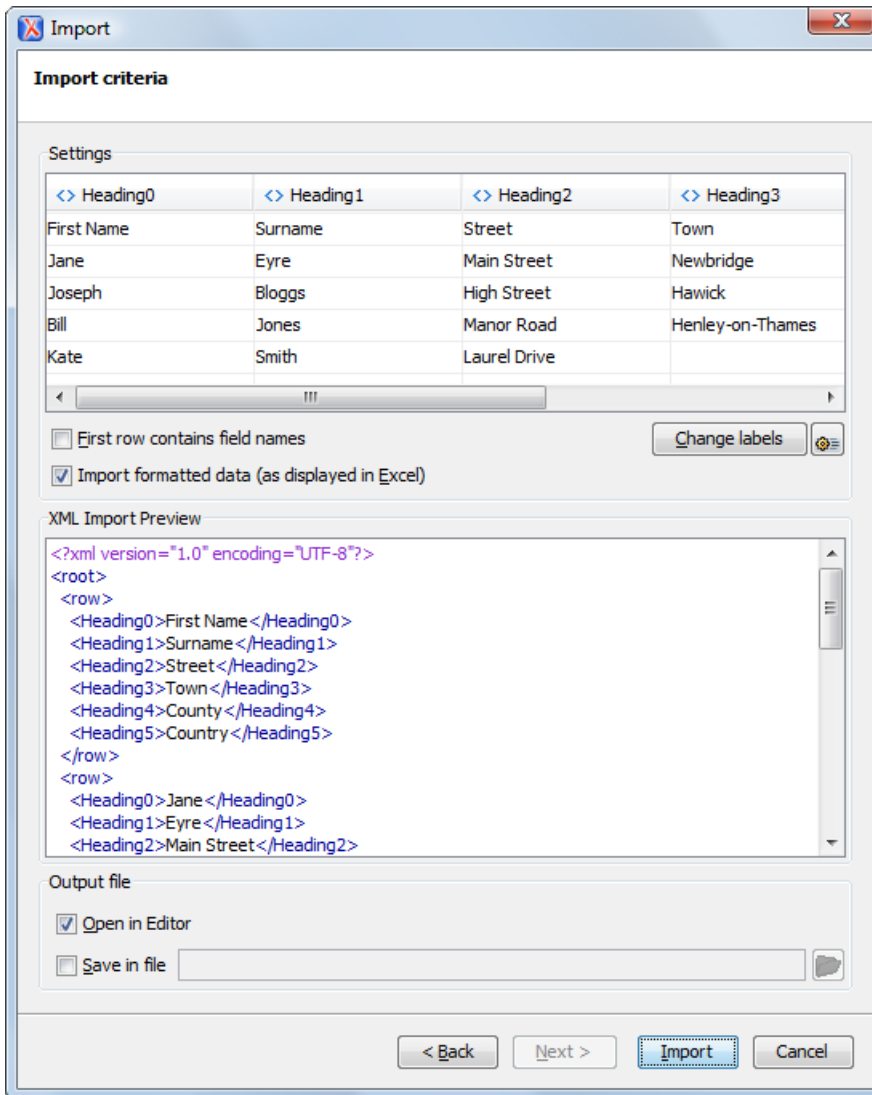 Import
Import criteria
Settings
<> Heading0 <> Heading1 <> Heading2 <> Heading3
First Name Surname Street Town
Jane Eyre Main Street Newbridge
Joseph Bloggs High Street Hawick
Bill Jones Manor Road Henley-on-Thames
Kate Smith Laurel Drive
First row contains field names Change labels
Import formatted data (as displayed in Excel)
XML Import Preview
<?xml version="1.0" encoding="UTF-8"?>
<root>
<row>
<Heading0>First Name</Heading0>
<Heading1>Surname</Heading1>
<Heading2>Street</Heading2>
<Heading3>Town</Heading3>
<Heading4>County</Heading4>
<Heading5>Country</Heading5>
</row>
<row>
<Heading0>Jane</Heading0>
<Heading1>Eyre</Heading1>
<Heading2>Main Street</Heading2>
Output file
Open in Editor
Save in file
< Back Next > Import Cancel